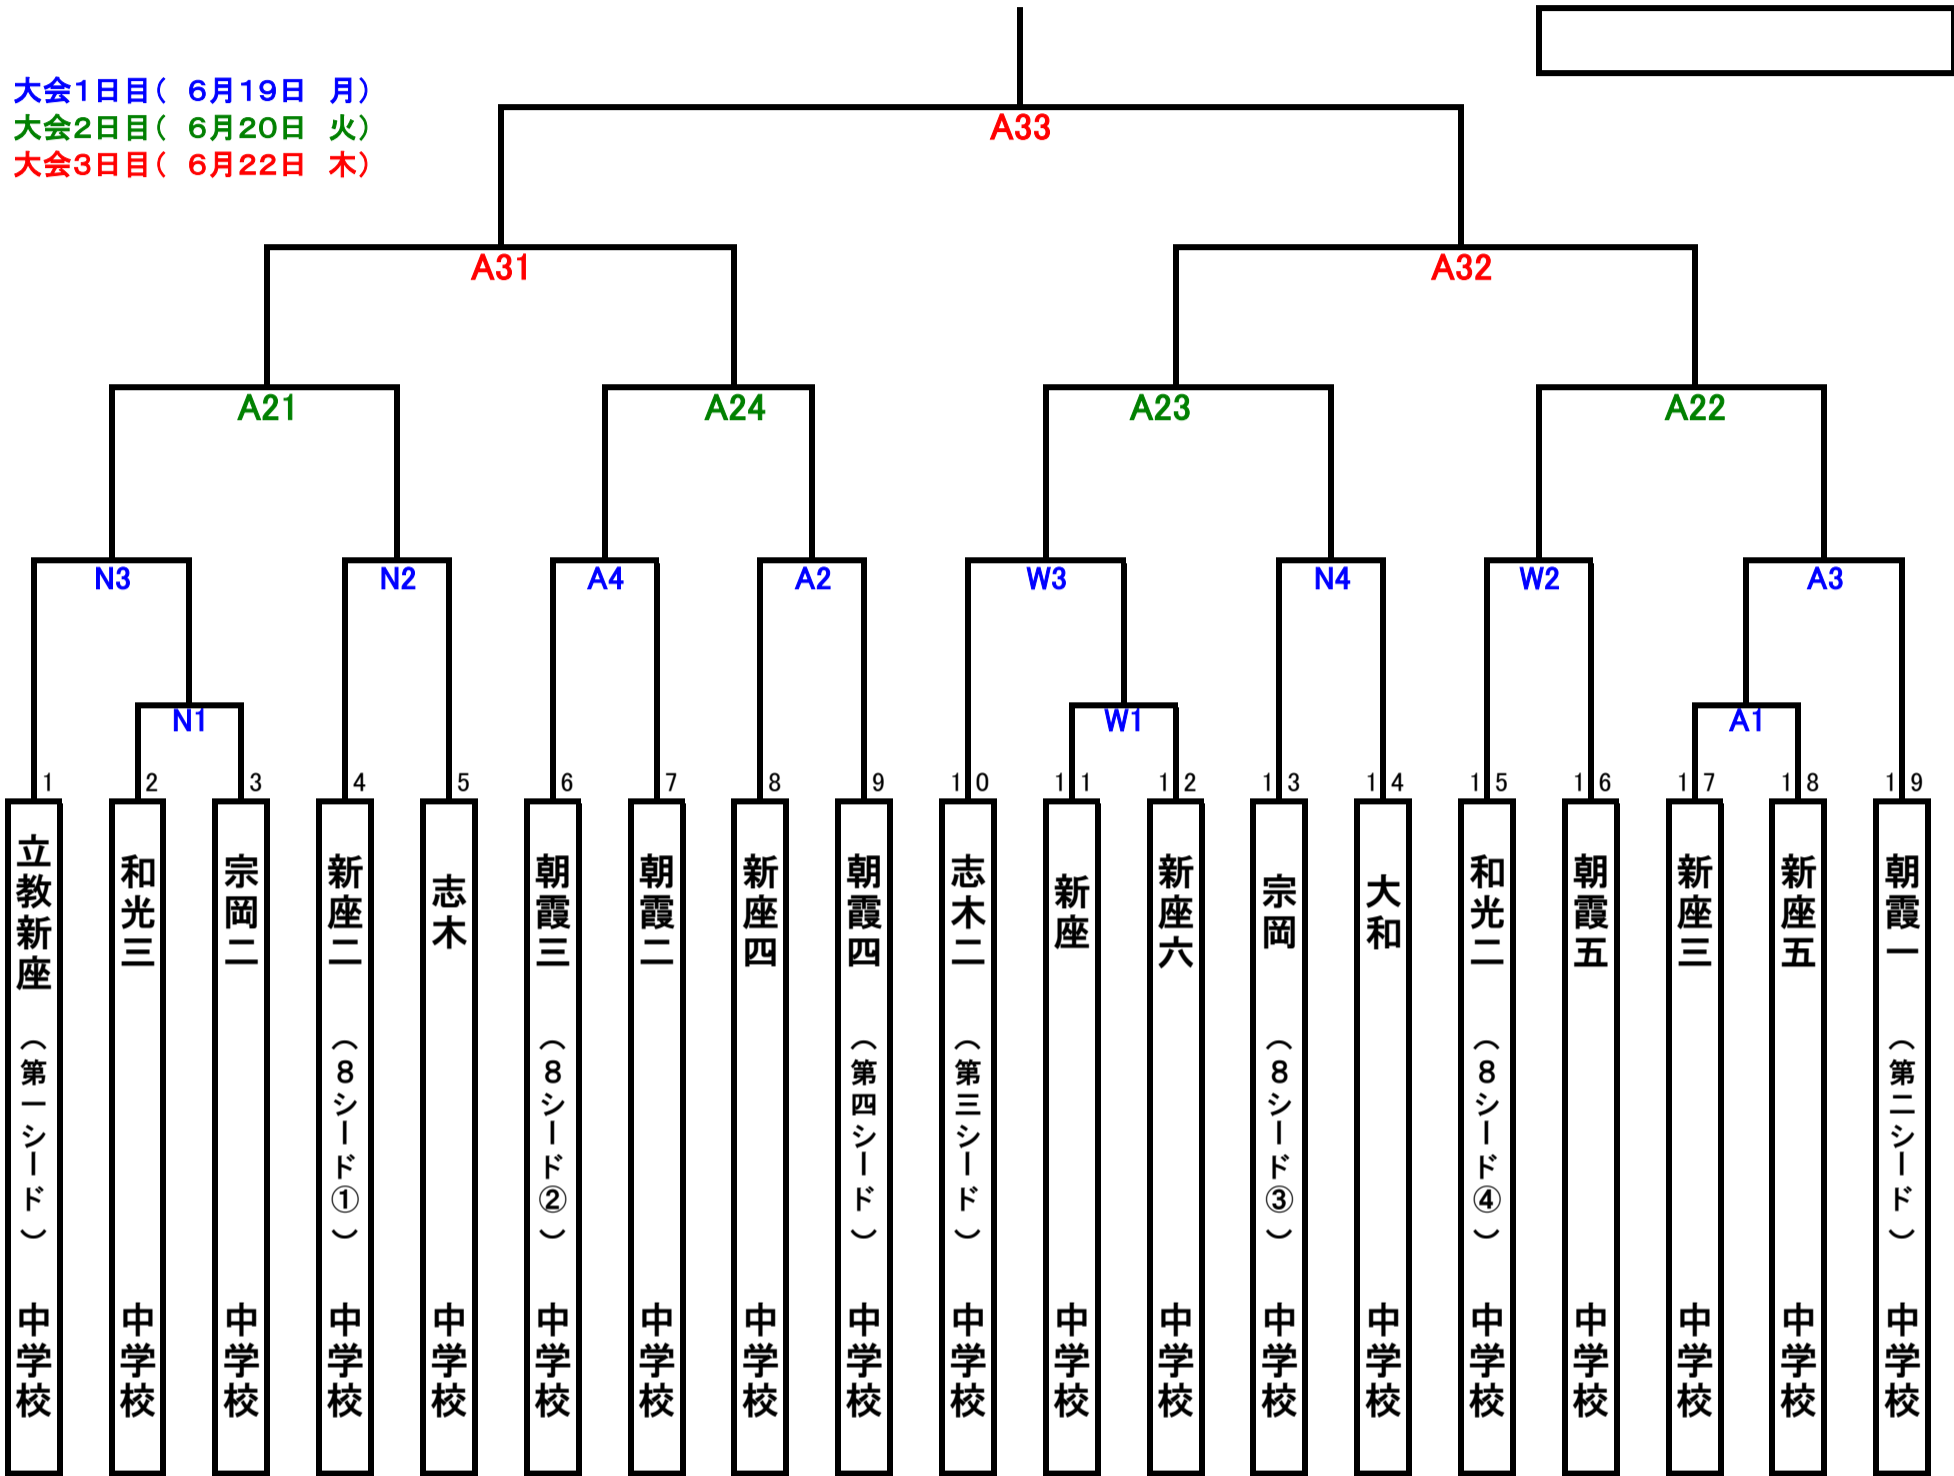 大会1日目( 6月19日 月)
大会2日目( 6月20日 火)
大会3日目( 6月22日 木)
A33
A31
A32
A21
A24
A23
A22
N3
N2
A4
A2
W3
N4
W2
A3
N1
W1
A1
1
2
3
4
5
6
7
8
9
10
11
12
13
14
15
16
17
18
19
立教新座 (第一シード) 中学校
和光三 中学校
宗岡二 中学校
新座二 (8シード①) 中学校
志木 中学校
朝霞三 (8シード②) 中学校
朝霞二 中学校
新座四 中学校
朝霞四 (第四シード) 中学校
志木二 (第三シード) 中学校
新座 中学校
新座六 中学校
宗岡 (8シード③) 中学校
大和 中学校
和光二 (8シード④) 中学校
朝霞五 中学校
新座三 中学校
新座五 中学校
朝霞一 (第二シード) 中学校